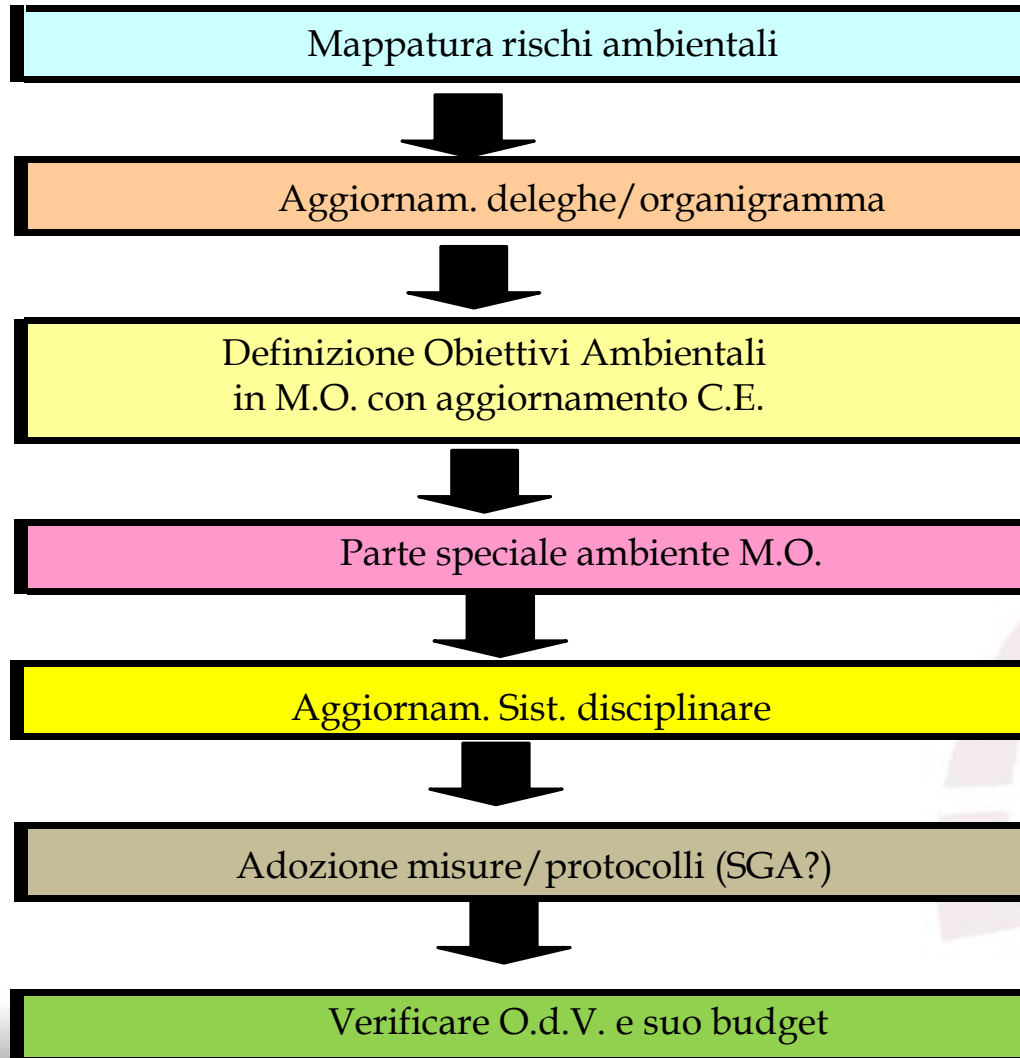 Mappatura rischi ambientali
Aggiornam. deleghe/organigramma
Definizione Obiettivi Ambientali
in M.O. con aggiornamento C.E.
Parte speciale ambiente M.O.
Aggiornam. Sist. disciplinare
Adozione misure/protocolli (SGA?)
Verificare O.d.V. e suo budget